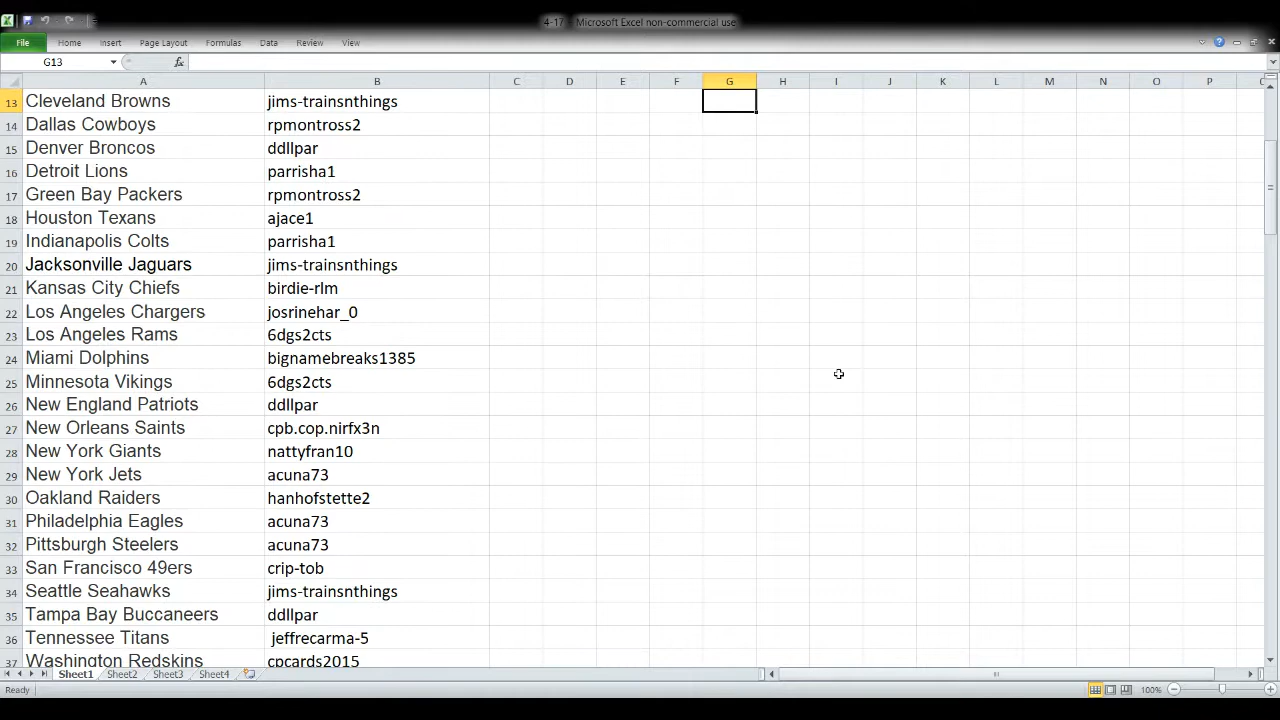 4-17 - Microsoft Excel non-commercial use
File Home Insert Page Layout Formulas Data Review View
G13 fx
A B C D E F G H I J K L M N O P
13 Cleveland Browns jims-trainsnthings
14 Dallas Cowboys rpmontross2
15 Denver Broncos ddllpar
16 Detroit Lions parrisha1
17 Green Bay Packers rpmontross2
18 Houston Texans ajace1
19 Indianapolis Colts parrisha1
20 Jacksonville Jaguars jims-trainsnthings
21 Kansas City Chiefs birdie-rlm
22 Los Angeles Chargers josrinehar_0
23 Los Angeles Rams 6dgs2cts
24 Miami Dolphins bignamebreaks1385
25 Minnesota Vikings 6dgs2cts
26 New England Patriots ddllpar
27 New Orleans Saints cpb.cop.nirfx3n
28 New York Giants nattyfran10
29 New York Jets acuna73
30 Oakland Raiders hanhofstette2
31 Philadelphia Eagles acuna73
32 Pittsburgh Steelers acuna73
33 San Francisco 49ers crip-tob
34 Seattle Seahawks jims-trainsnthings
35 Tampa Bay Buccaneers ddllpar
36 Tennessee Titans jeffrecarma-5
37 Washington Redskins cpcards2015
Sheet1 Sheet2 Sheet3 Sheet4
Ready 100%